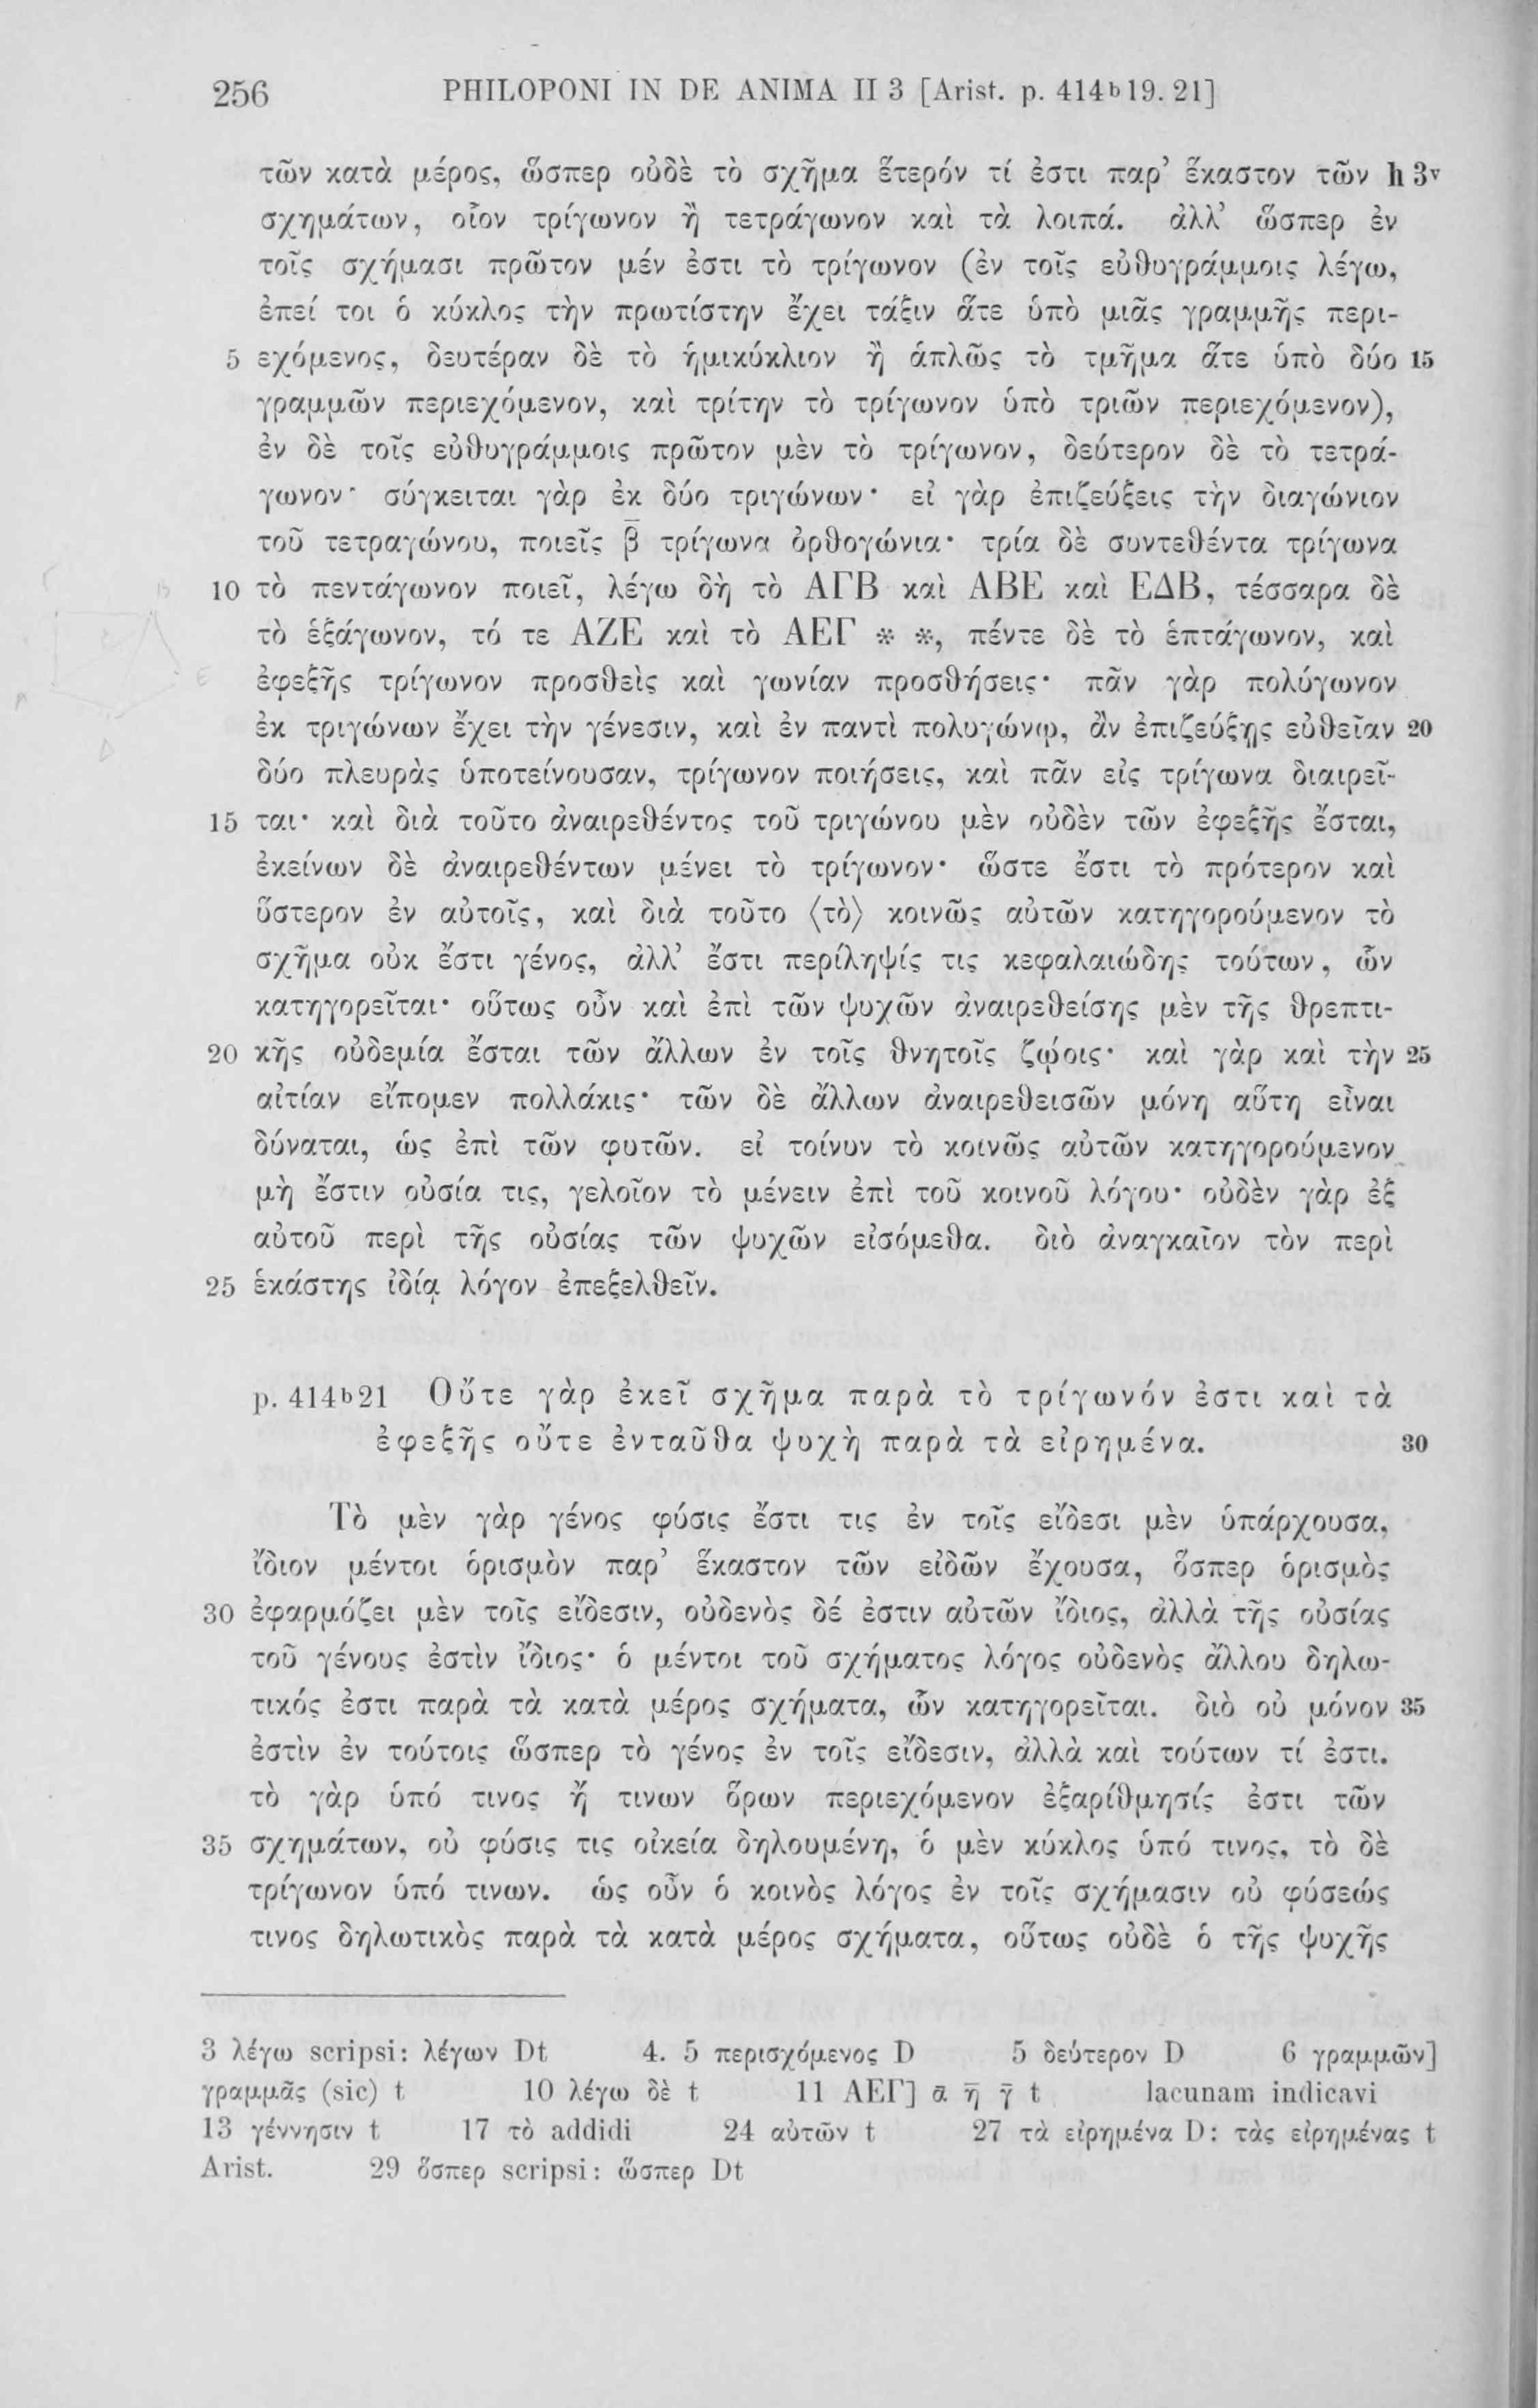 256 PHILOPONI IN DE ANIMA II 3 [Arist. p. 414b19. 21]
τῶν κατὰ μέρος, ὥσπερ οὐδὲ τὸ σχῆμα ἕτερόν τί ἐστι παρ’ ἕκαστον τῶν h 3v
σχημάτων, οἷον τρίγωνον ἢ τετράγωνον καὶ τὰ λοιπά. ἀλλ’ ὥσπερ ἐν
τοῖς σχήμασι πρῶτον μέν ἐστι τὸ τρίγωνον (ἐν τοῖς εὐθυγράμμοις λέγω,
ἐπεί τοι ὁ κύκλος τὴν πρωτίστην ἔχει τάξιν ἅτε ὑπὸ μιᾶς γραμμῆς περι-
5 εχόμενος, δευτέραν δὲ τὸ ἡμικύκλιον ἢ ἁπλῶς τὸ τμῆμα ἅτε ὑπὸ δύο 15
γραμμῶν περιεχόμενον, καὶ τρίτην τὸ τρίγωνον ὑπὸ τριῶν περιεχόμενον),
ἐν δὲ τοῖς εὐθυγράμμοις πρῶτον μὲν τὸ τρίγωνον, δεύτερον δὲ τὸ τετρά-
γωνον· σύγκειται γὰρ ἐκ δύο τριγώνων· εἰ γὰρ ἐπιζεύξεις τὴν διαγώνιον
τοῦ τετραγώνου, ποιεῖς β̄ τρίγωνα ὀρθογώνια· τρία δὲ συντεθέντα τρίγωνα
10 τὸ πεντάγωνον ποιεῖ, λέγω δὴ τὸ ΑΓΒ καὶ ΑΒΕ καὶ ΕΔΒ, τέσσαρα δὲ
τὸ ἑξάγωνον, τό τε ΑΖΕ καὶ τὸ ΑΕΓ * *, πέντε δὲ τὸ ἑπτάγωνον, καὶ
ἐφεξῆς τρίγωνον προσθεὶς καὶ γωνίαν προσθήσεις· πᾶν γὰρ πολύγωνον
ἐκ τριγώνων ἔχει τὴν γένεσιν, καὶ ἐν παντὶ πολυγώνῳ, ἂν ἐπιζεύξῃς εὐθεῖαν 20
δύο πλευρὰς ὑποτείνουσαν, τρίγωνον ποιήσεις, καὶ πᾶν εἰς τρίγωνα διαιρεῖ-
15 ται· καὶ διὰ τοῦτο ἀναιρεθέντος τοῦ τριγώνου μὲν οὐδὲν τῶν ἐφεξῆς ἔσται,
ἐκείνων δὲ ἀναιρεθέντων μένει τὸ τρίγωνον· ὥστε ἔστι τὸ πρότερον καὶ
ὕστερον ἐν αὐτοῖς, καὶ διὰ τοῦτο ⟨τὸ⟩ κοινῶς αὐτῶν κατηγορούμενον τὸ
σχῆμα οὐκ ἔστι γένος, ἀλλ’ ἔστι περίληψίς τις κεφαλαιώδης τούτων, ὧν
κατηγορεῖται· οὕτως οὖν καὶ ἐπὶ τῶν ψυχῶν ἀναιρεθείσης μὲν τῆς θρεπτι-
20 κῆς οὐδεμία ἔσται τῶν ἄλλων ἐν τοῖς θνητοῖς ζῴοις· καὶ γὰρ καὶ τὴν 25
αἰτίαν εἴπομεν πολλάκις· τῶν δὲ ἄλλων ἀναιρεθεισῶν μόνη αὕτη εἶναι
δύναται, ὡς ἐπὶ τῶν φυτῶν. εἰ τοίνυν τὸ κοινῶς αὐτῶν κατηγορούμενον
μὴ ἔστιν οὐσία τις, γελοῖον τὸ μένειν ἐπὶ τοῦ κοινοῦ λόγου· οὐδὲν γὰρ ἐξ
αὐτοῦ περὶ τῆς οὐσίας τῶν ψυχῶν εἰσόμεθα. διὸ ἀναγκαῖον τὸν περὶ
25 ἑκάστης ἰδίᾳ λόγον ἐπεξελθεῖν.
p. 414b21 Οὔτε γὰρ ἐκεῖ σχῆμα παρὰ τὸ τρίγωνόν ἐστι καὶ τὰ
ἐφεξῆς οὔτε ἐνταῦθα ψυχὴ παρὰ τὰ εἰρημένα. 30
Τὸ μὲν γὰρ γένος φύσις ἔστι τις ἐν τοῖς εἴδεσι μὲν ὑπάρχουσα,
ἴδιον μέντοι ὁρισμὸν παρ’ ἕκαστον τῶν εἰδῶν ἔχουσα, ὅσπερ ὁρισμὸς
30 ἐφαρμόζει μὲν τοῖς εἴδεσιν, οὐδενὸς δέ ἐστιν αὐτῶν ἴδιος, ἀλλὰ τῆς οὐσίας
τοῦ γένους ἐστὶν ἴδιος· ὁ μέντοι τοῦ σχήματος λόγος οὐδενὸς ἄλλου δηλω-
τικός ἐστι παρὰ τὰ κατὰ μέρος σχήματα, ὧν κατηγορεῖται. διὸ οὐ μόνον 35
ἐστὶν ἐν τούτοις ὥσπερ τὸ γένος ἐν τοῖς εἴδεσιν, ἀλλὰ καὶ τούτων τί ἐστι.
τὸ γὰρ ὑπό τινος ἤ τινων ὅρων περιεχόμενον ἐξαρίθμησίς ἐστι τῶν
35 σχημάτων, οὐ φύσις τις οἰκεία δηλουμένη, ὁ μὲν κύκλος ὑπό τινος, τὸ δὲ
τρίγωνον ὑπό τινων. ὡς οὖν ὁ κοινὸς λόγος ἐν τοῖς σχήμασιν οὐ φύσεώς
τινος δηλωτικὸς παρὰ τὰ κατὰ μέρος σχήματα, οὕτως οὐδὲ ὁ τῆς ψυχῆς
3 λέγω scripsi: λέγων Dt 4. 5 περισχόμενος D 5 δεύτερον D 6 γραμμῶν]
γραμμᾶς (sic) t 10 λέγω δὲ t 11 ΑΕΓ] ᾱ η̄ γ̄ t lacunam indicavi
13 γέννησιν t 17 τὸ addidi 24 αὐτῶν t 27 τὰ εἰρημένα D: τὰς εἰρημένας t
Arist. 29 ὅσπερ scripsi: ὥσπερ Dt